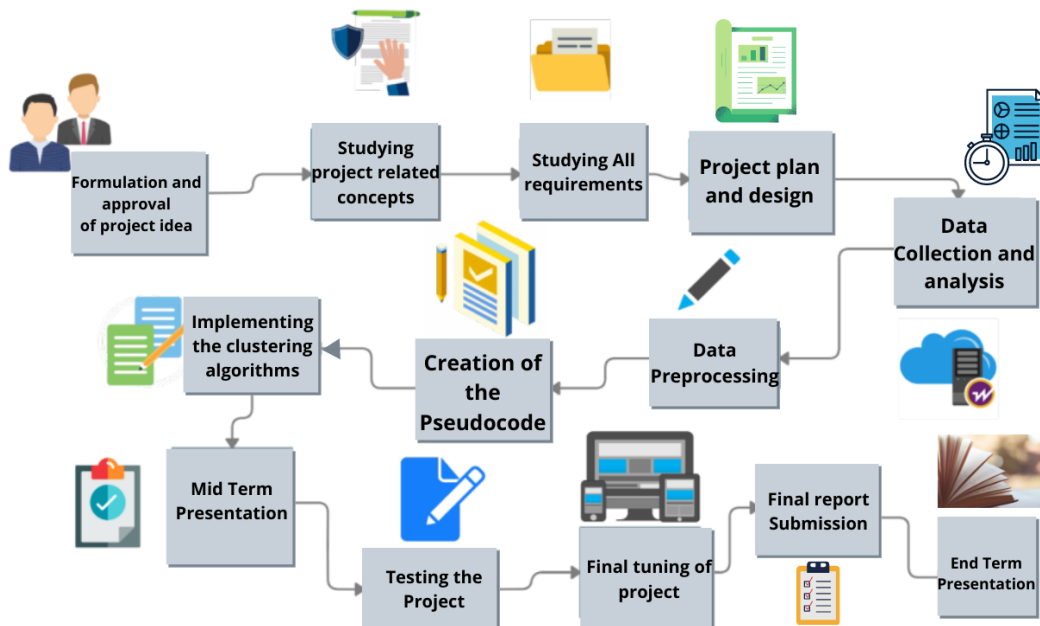 Formulation and
approval
of project idea
Studying
project related
concepts
Studying All
requirements
Project plan
and design
Data
Collection and
analysis
Data
Preprocessing
Creation of
the
Pseudocode
Implementing
the clustering
algorithms
Mid Term
Presentation
Testing the
Project
Final tuning of
project
Final report
Submission
End Term
Presentation